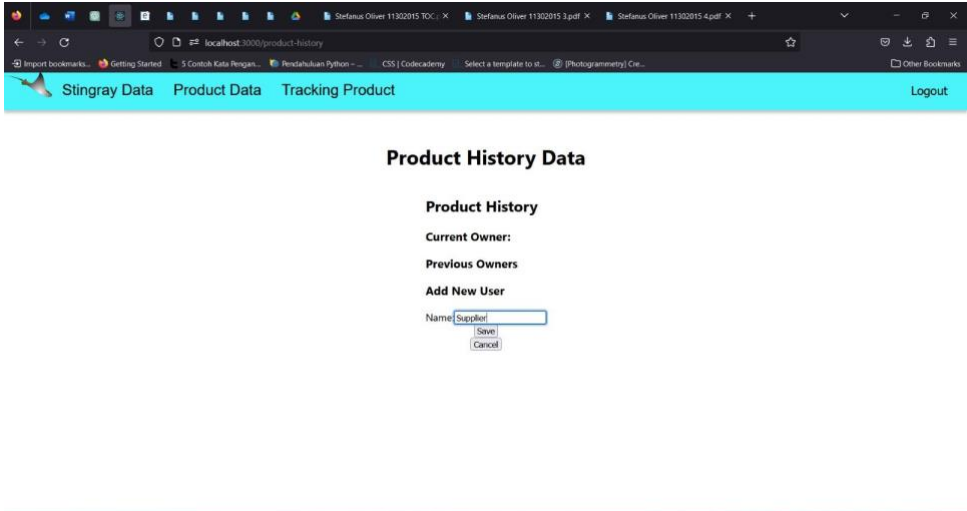 Stefanus Oliver 11302015 TOC.; × Stefanus Oliver 11302015 3.pdf × Stefanus Oliver 11302015 4.pdf × +
localhost:3000/product-history
Import bookmarks... Getting Started 5 Contoh Kata Pengan... Pendahuluan Python – ... CSS | Codecademy Select a template to st... [Photogrammetry] Cre... Other Bookmarks
Stingray Data Product Data Tracking Product Logout
Product History Data
Product History
Current Owner:
Previous Owners
Add New User
Name: Supplier
Save
Cancel